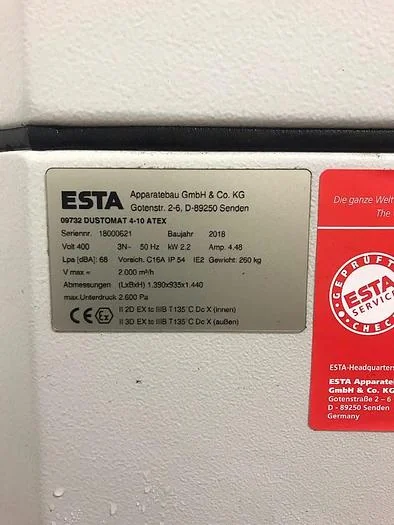 ESTA Apparatebau GmbH & Co. KG
Gotenstr. 2-6, D-89250 Senden
09732 DUSTOMAT 4-10 ATEX
Seriennr. 18000621 Baujahr 2018
Volt 400 3N~ 50 Hz kW 2.2 Amp. 4.48
Lpa [dBA]: 68 Vorsich. C16A IP 54 IE2 Gewicht: 260 kg
V max = 2.000 m³/h
Abmessungen (LxBxH) 1.390x935x1.440
max.Unterdruck 2.600 Pa
CE Ex II 2D EX tc IIIB T135°C Dc X (innen)
II 3D EX tc IIIB T135°C Dc X (außen)
Die ganze Welt
The
GEPRÜFT
ESTA
SERVICE
CHEC
ESTA-Headquarters
ESTA Apparate
GmbH & Co. KG
Gotenstraße 2 – 6
D - 89250 Senden
Germany